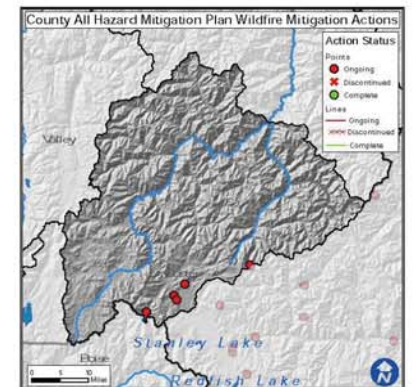 County All Hazard Mitigation Plan Wildfire Mitigation Actions
Action Status
Points
Ongoing
Discontinued
Complete
Lines
Ongoing
Discontinued
Complete
Valley
Boise
Stanley Lake
Redfish Lake
0 5 10
Miles
N